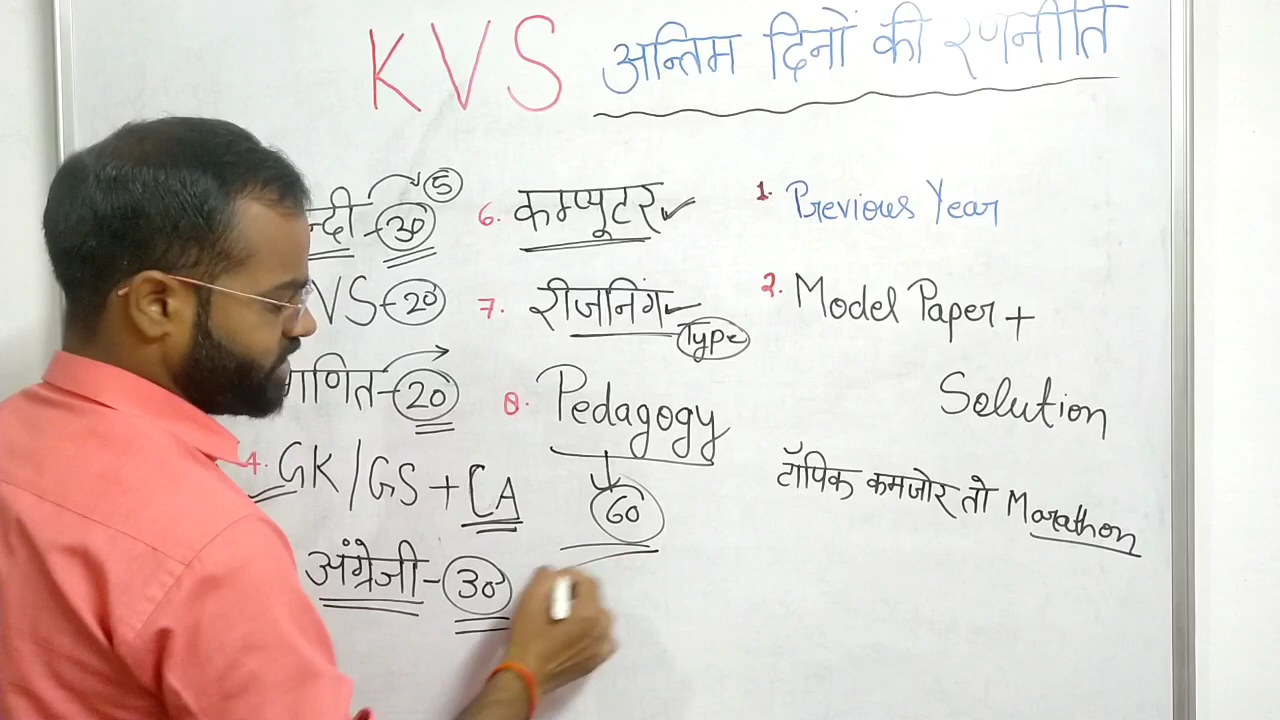 KVS अन्तिम दिनों की रणनीति
न्दी - 30 5
VS - 20
गणित - 20
4. GK/GS + CA
अंग्रेजी - 30
6. कम्प्यूटर ✓
7. रीजनिंग ✓
Type
8. Pedagogy
60
1. Previous Year
2. Model Paper +
Solution
टॉपिक कमजोर तो Marathon